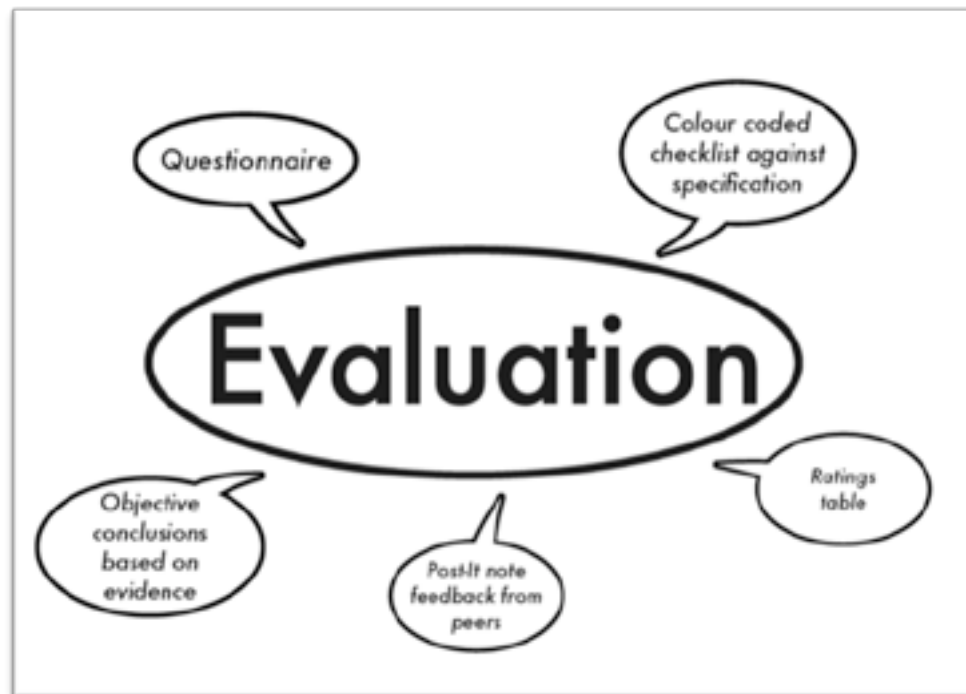 Questionnaire
Colour coded
checklist against
specification
Evaluation
Objective
conclusions
based on
evidence
Post-It note
feedback from
peers
Ratings
table